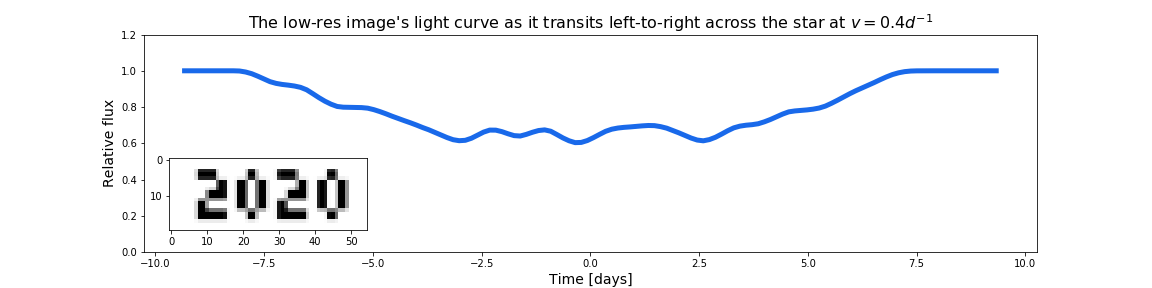 The low-res image's light curve as it transits left-to-right across the star at v = 0.4d⁻¹
Relative flux
1.2
1.0
0.8
0.6
0.4
0.2
0.0
0
10
2020
0 10 20 30 40 50
−10.0 −7.5 −5.0 −2.5 0.0 2.5 5.0 7.5 10.0
Time [days]